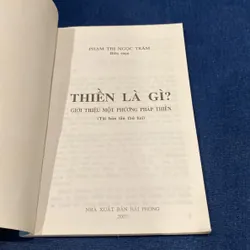 PHẠM THỊ NGỌC TRÂM
Biên soạn
THIỀN LÀ GÌ?
GIỚI THIỆU MỘT PHƯƠNG PHÁP THIỀN
(Tái bản lần thứ hai)
NHÀ XUẤT BẢN HẢI PHÒNG
2007